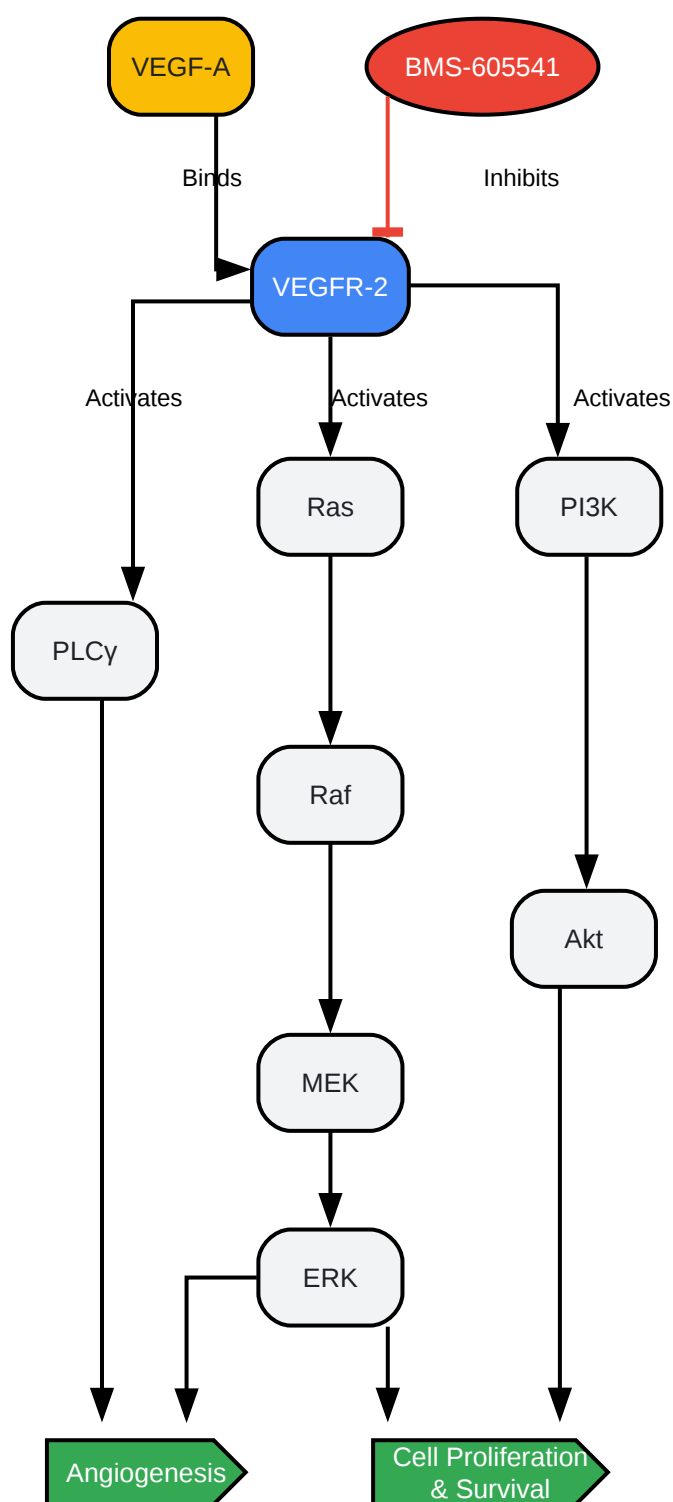 VEGF-A
BMS-605541
Binds
Inhibits
VEGFR-2
Activates
Activates
Activates
Ras
PI3K
PLCγ
Raf
Akt
MEK
ERK
Angiogenesis
Cell Proliferation
& Survival